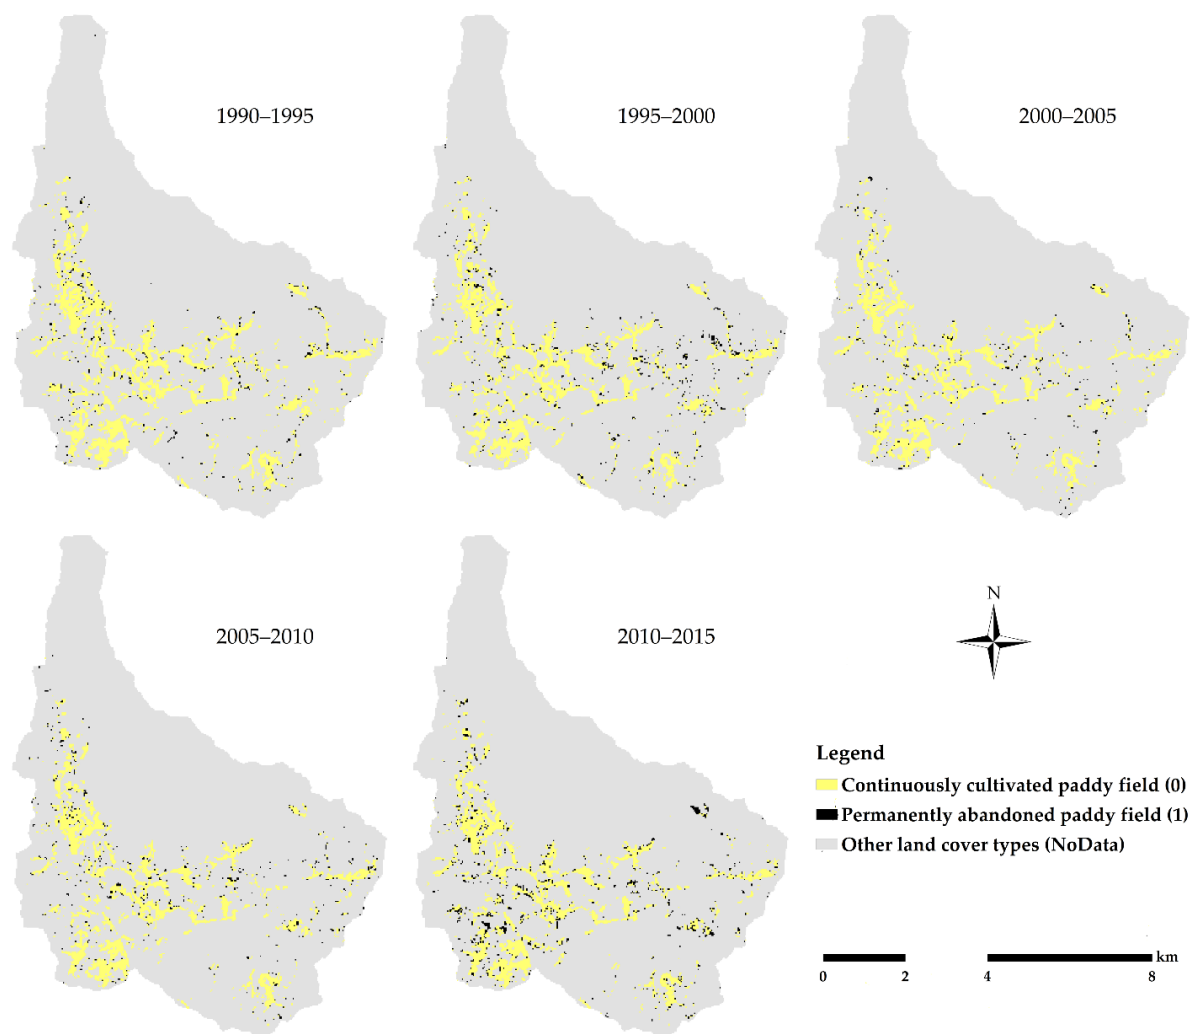 1990–1995
1995–2000
2000–2005
2005–2010
2010–2015
N
Legend
Continuously cultivated paddy field (0)
Permanently abandoned paddy field (1)
Other land cover types (NoData)
km
0 2 4 8